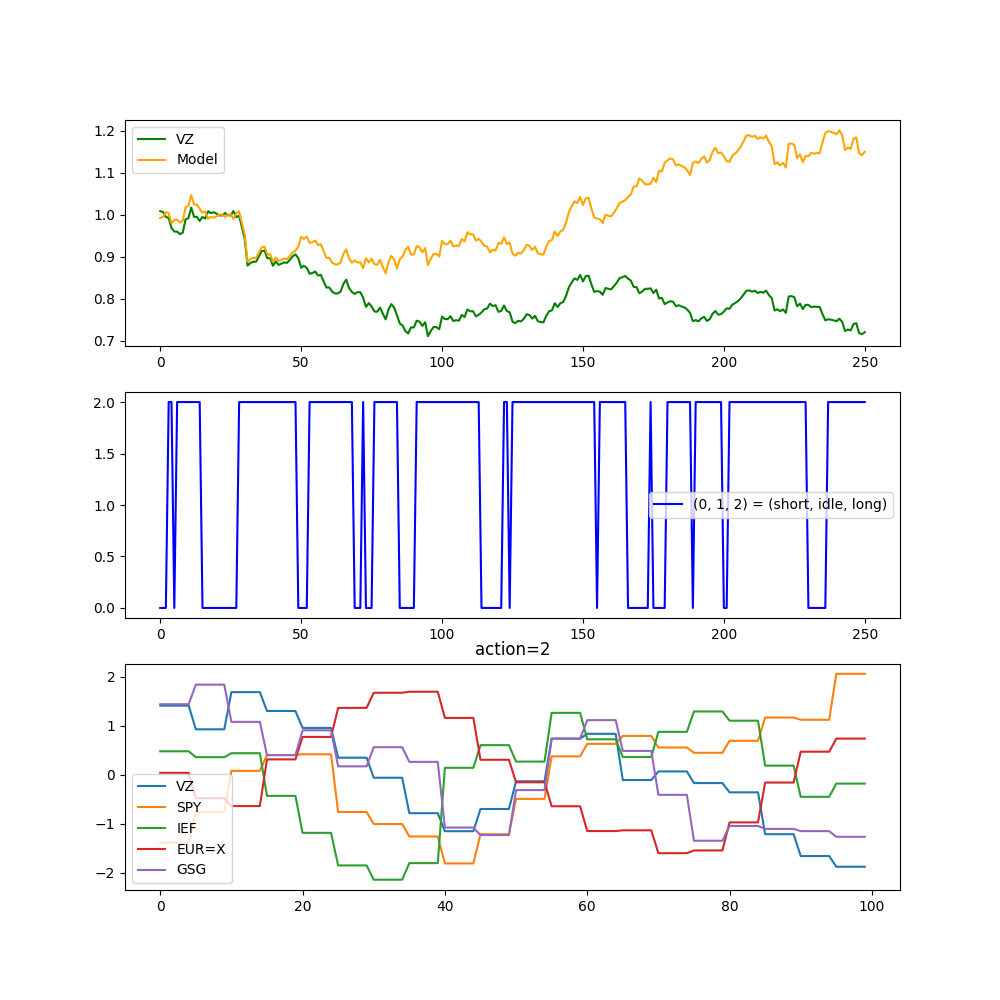 1.2
1.1
1.0
0.9
0.8
0.7
VZ
Model
0 50 100 150 200 250
2.0
1.5
1.0
0.5
0.0
(0, 1, 2) = (short, idle, long)
0 50 100 150 200 250
action=2
2
1
0
−1
−2
VZ
SPY
IEF
EUR=X
GSG
0 20 40 60 80 100